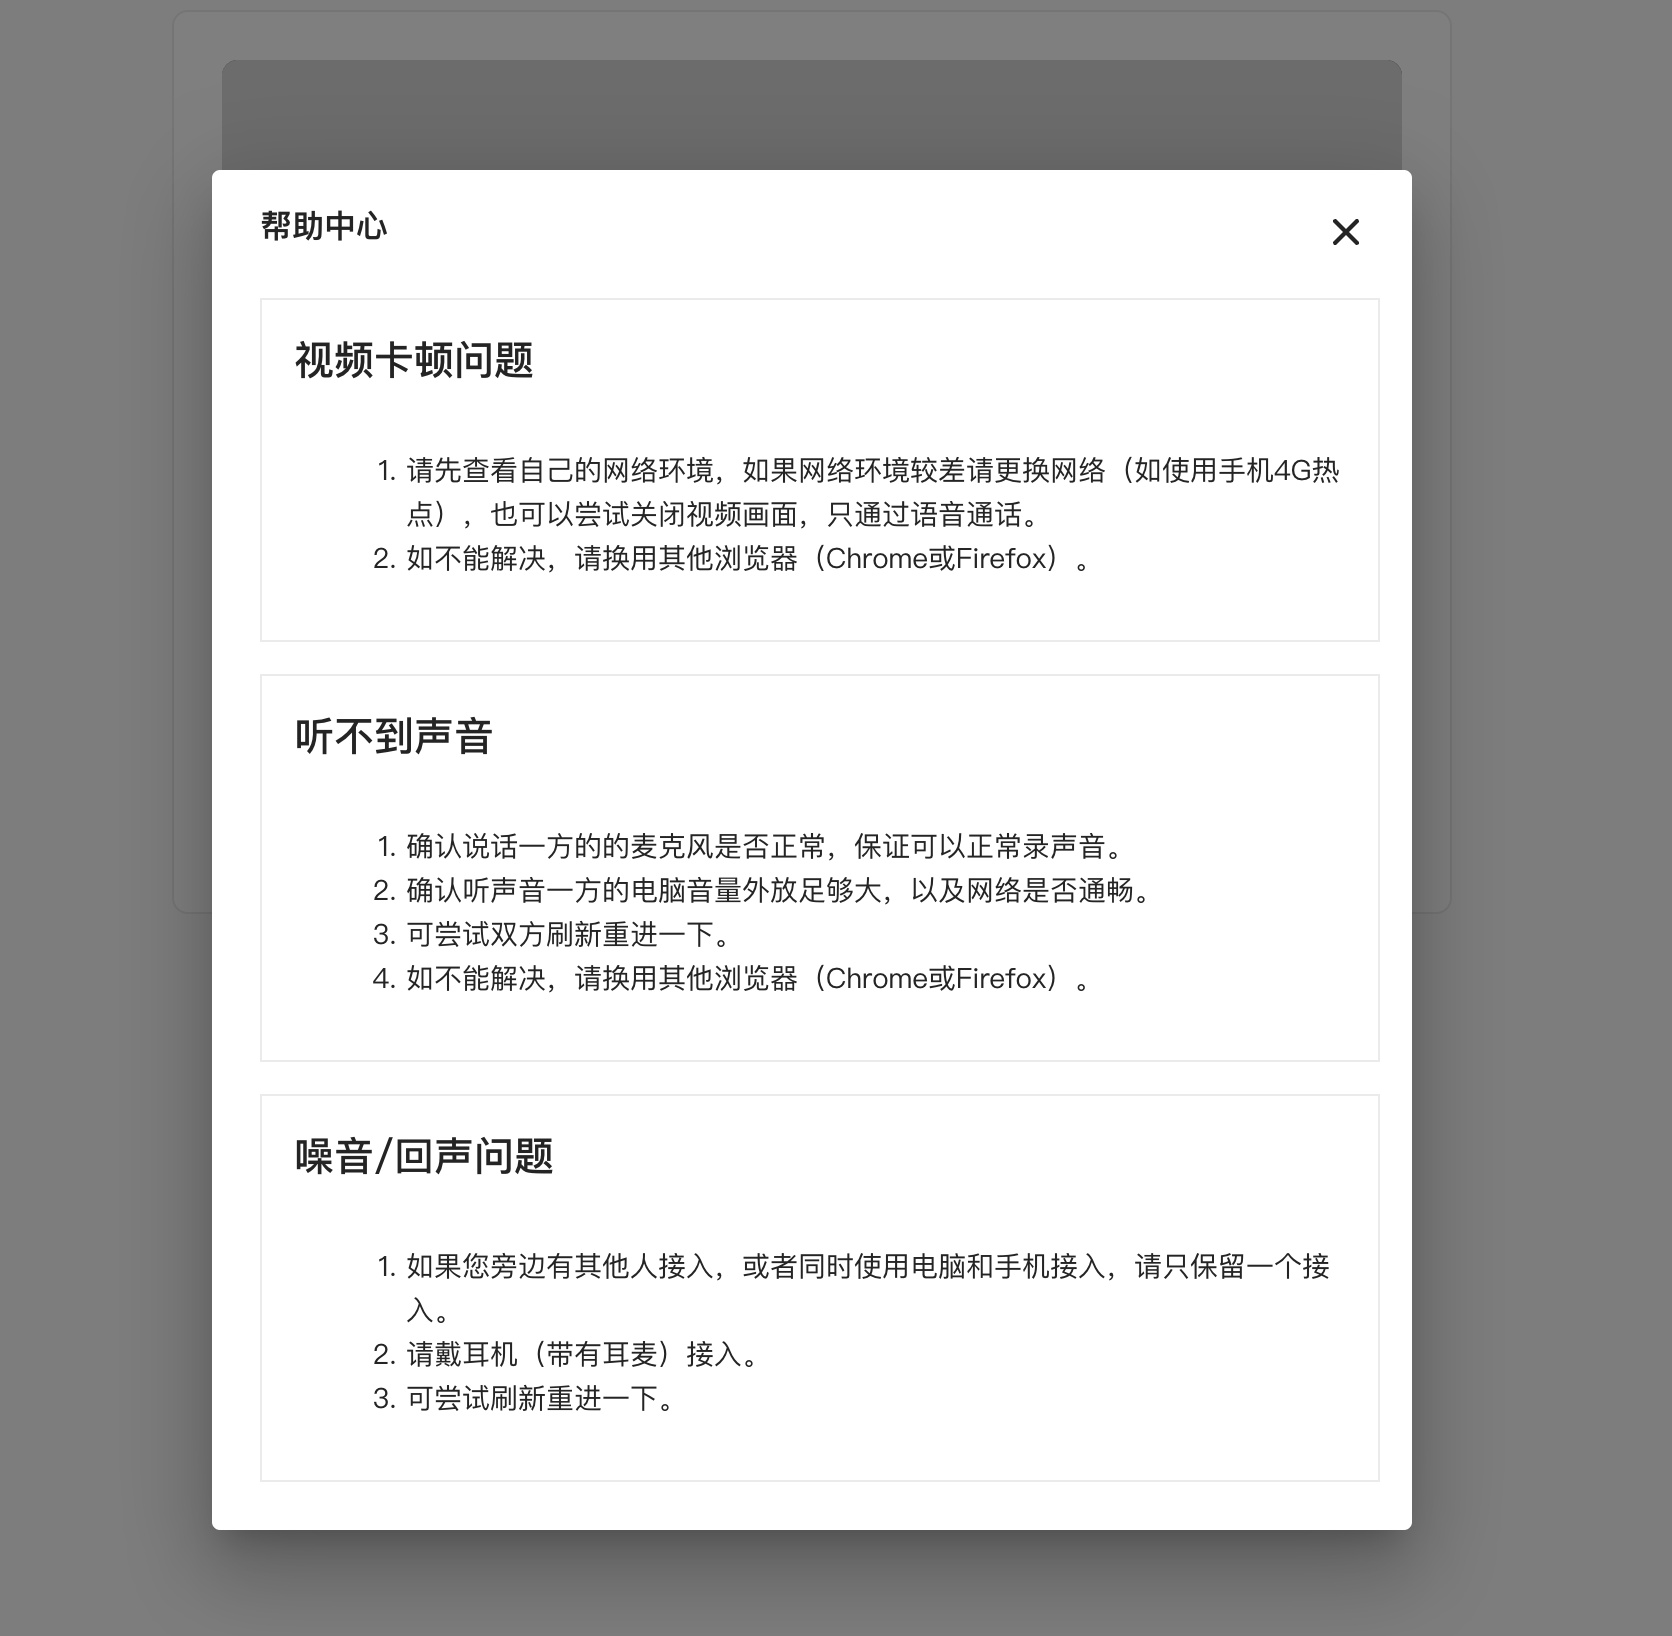 帮助中心
视频卡顿问题
1. 请先查看自己的网络环境，如果网络环境较差请更换网络（如使用手机4G热
点），也可以尝试关闭视频画面，只通过语音通话。
2. 如不能解决，请换用其他浏览器（Chrome或Firefox）。
听不到声音
1. 确认说话一方的的麦克风是否正常，保证可以正常录声音。
2. 确认听声音一方的电脑音量外放足够大，以及网络是否通畅。
3. 可尝试双方刷新重进一下。
4. 如不能解决，请换用其他浏览器（Chrome或Firefox）。
噪音/回声问题
1. 如果您旁边有其他人接入，或者同时使用电脑和手机接入，请只保留一个接
入。
2. 请戴耳机（带有耳麦）接入。
3. 可尝试刷新重进一下。